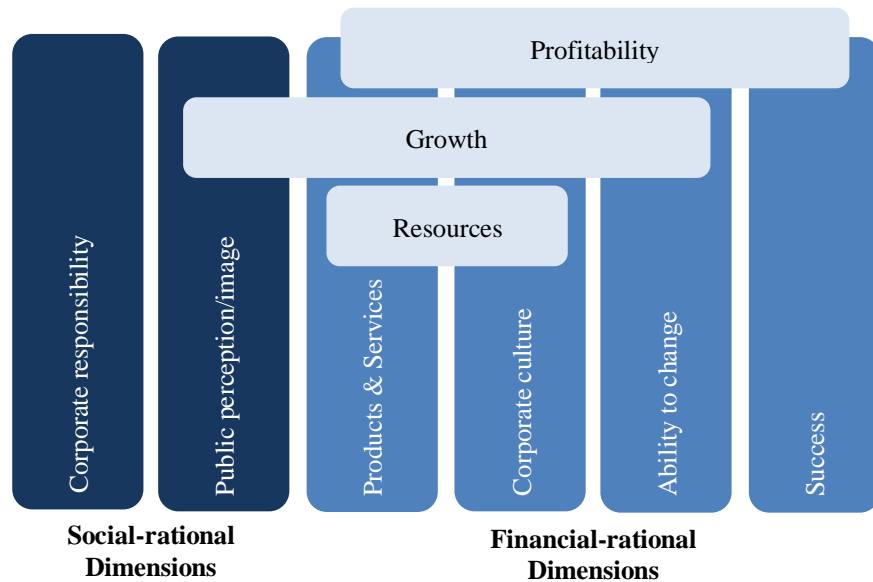 Profitability
Growth
Resources
Corporate responsibility
Public perception/image
Products & Services
Corporate culture
Ability to change
Success
Social-rational
Dimensions
Financial-rational
Dimensions